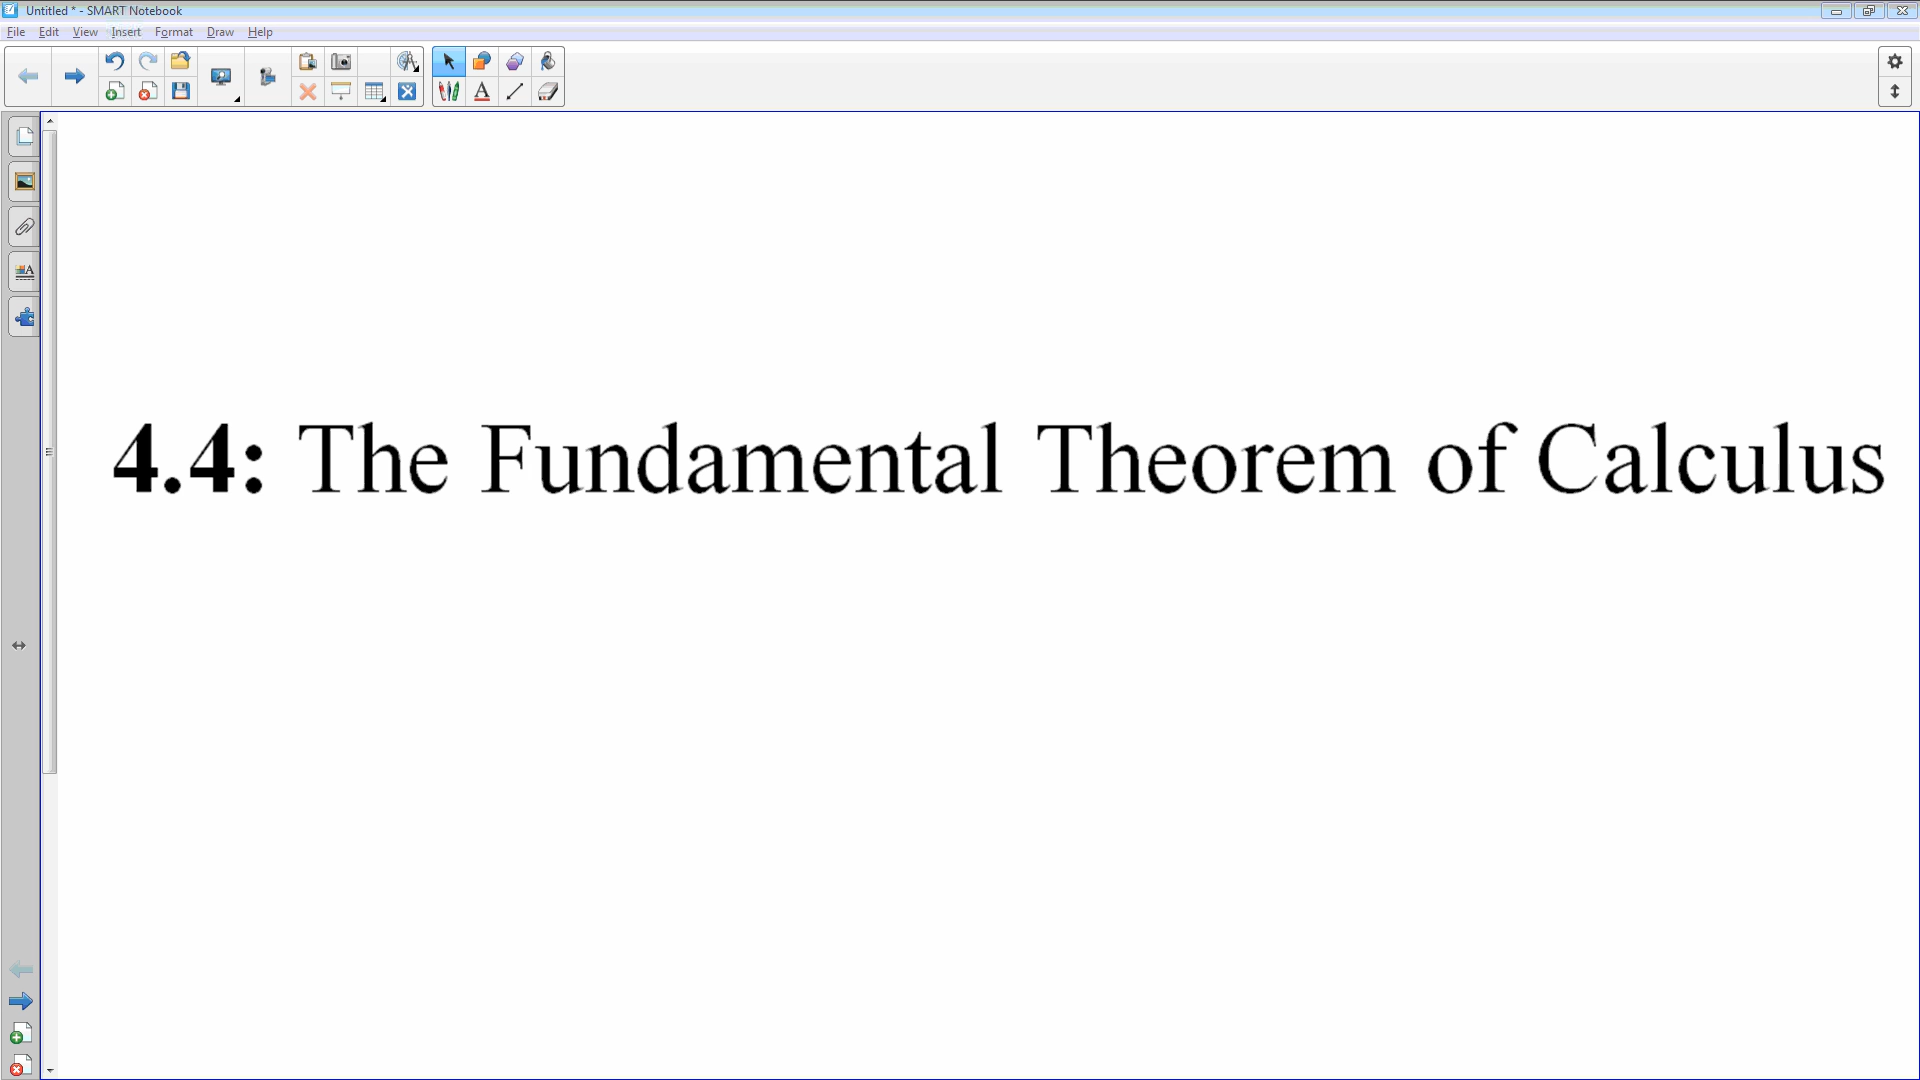 Untitled * - SMART Notebook
File Edit View Insert Format Draw Help
4.4: The Fundamental Theorem of Calculus